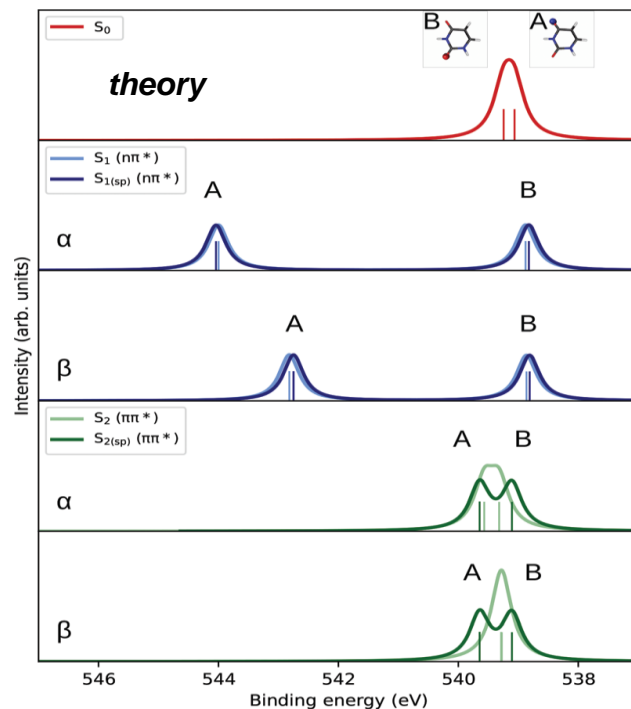 S₀
B A
theory
S₁ (nπ*)
S₁₍ₛₚ₎ (nπ*)
A B
α
A B
β
S₂ (ππ*)
S₂₍ₛₚ₎ (ππ*)
A B
α
A B
β
546 544 542 540 538
Binding energy (eV)
Intensity (arb. units)